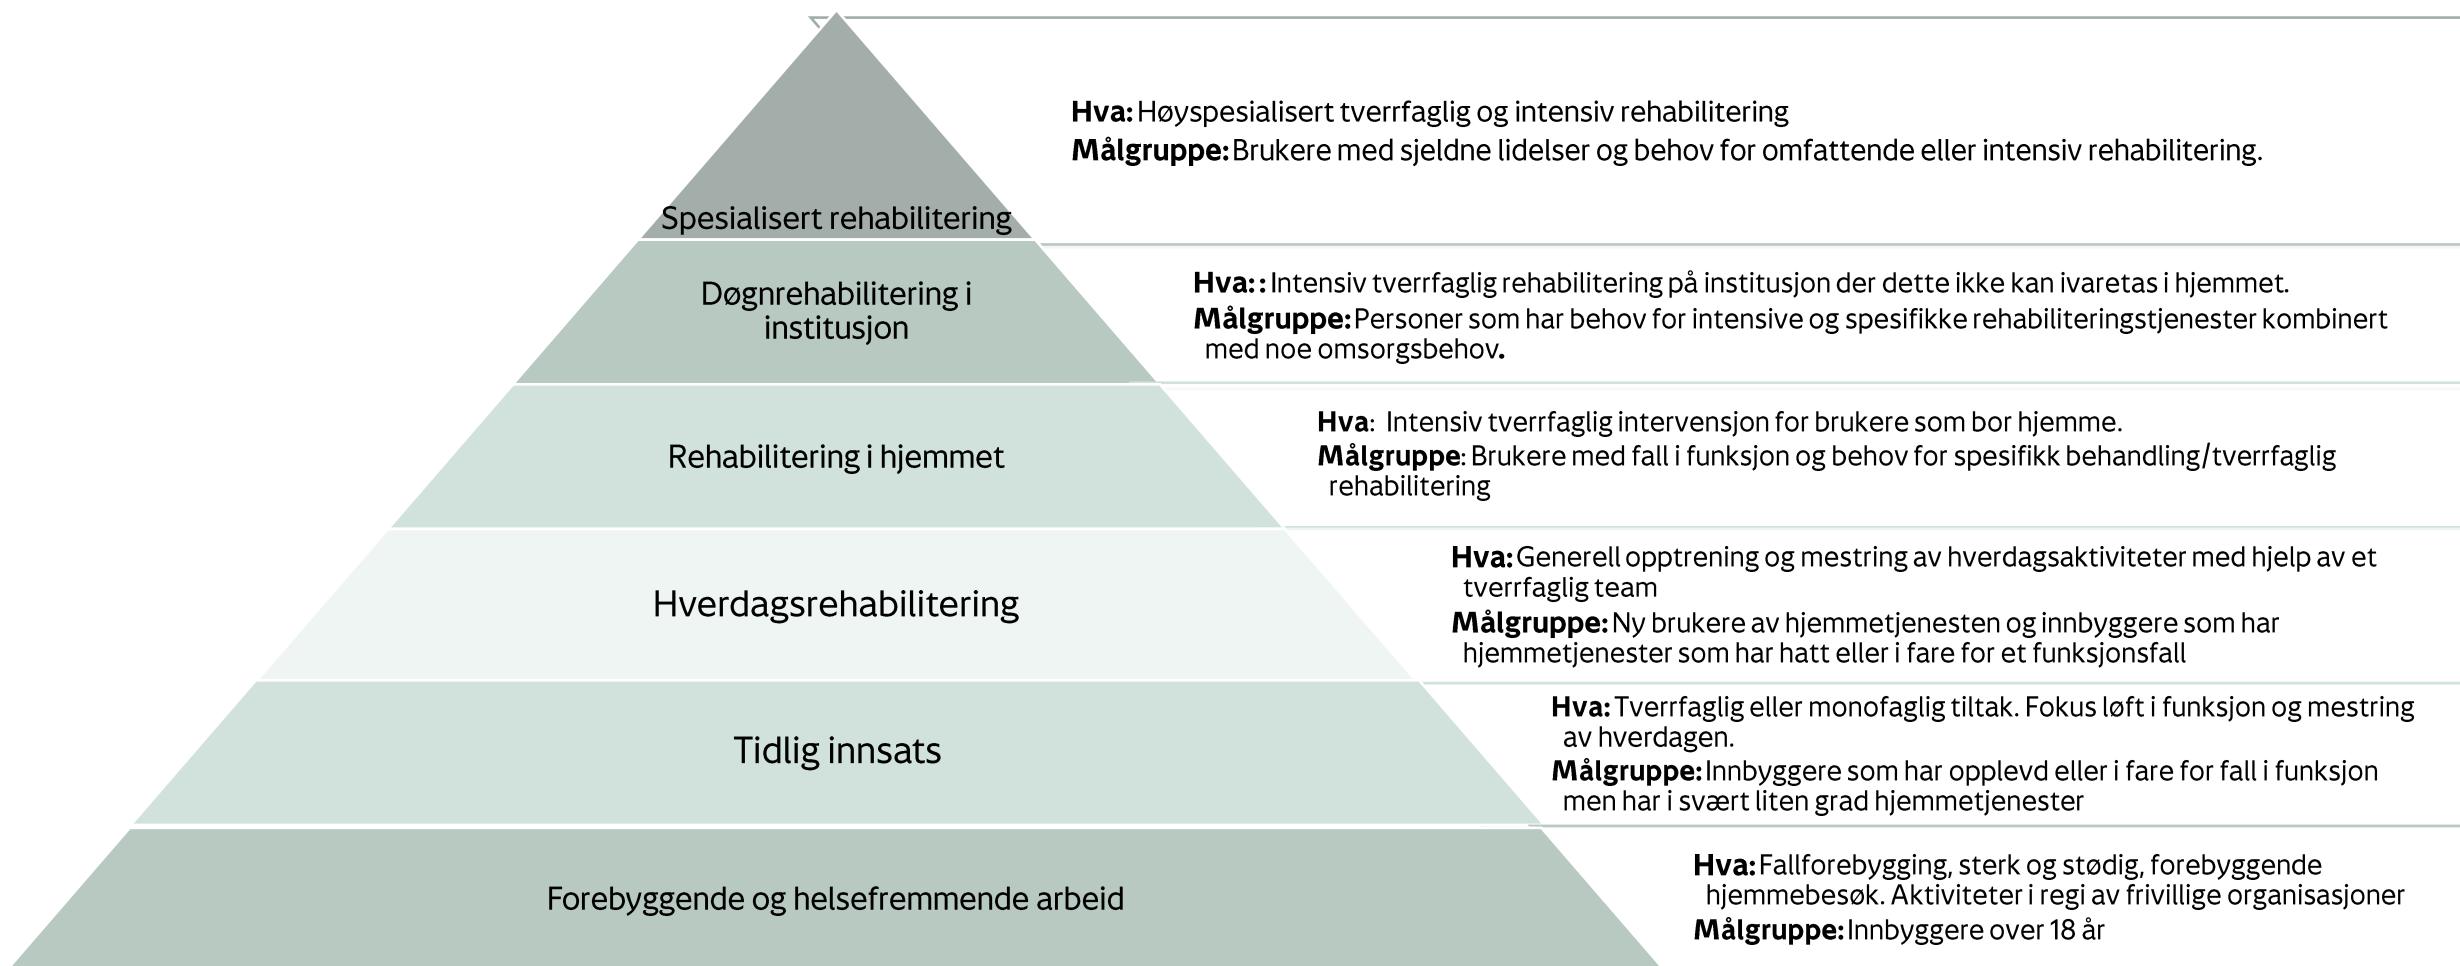 Hva: Høyspesialisert tverrfaglig og intensiv rehabilitering
Målgruppe: Brukere med sjeldne lidelser og behov for omfattende eller intensiv rehabilitering.
Spesialisert rehabilitering
Døgnrehabilitering i
institusjon
Hva:: Intensiv tverrfaglig rehabilitering på institusjon der dette ikke kan ivaretas i hjemmet.
Målgruppe: Personer som har behov for intensive og spesifikke rehabiliteringstjenester kombinert
med noe omsorgsbehov.
Rehabilitering i hjemmet
Hva: Intensiv tverrfaglig intervensjon for brukere som bor hjemme.
Målgruppe: Brukere med fall i funksjon og behov for spesifikk behandling/tverrfaglig
rehabilitering
Hverdagsrehabilitering
Hva: Generell opptrening og mestring av hverdagsaktiviteter med hjelp av et
tverrfaglig team
Målgruppe: Ny brukere av hjemmetjenesten og innbyggere som har
hjemmetjenester som har hatt eller i fare for et funksjonsfall
Tidlig innsats
Hva: Tverrfaglig eller monofaglig tiltak. Fokus løft i funksjon og mestring
av hverdagen.
Målgruppe: Innbyggere som har opplevd eller i fare for fall i funksjon
men har i svært liten grad hjemmetjenester
Forebyggende og helsefremmende arbeid
Hva: Fallforebygging, sterk og stødig, forebyggende
hjemmebesøk. Aktiviteter i regi av frivillige organisasjoner
Målgruppe: Innbyggere over 18 år